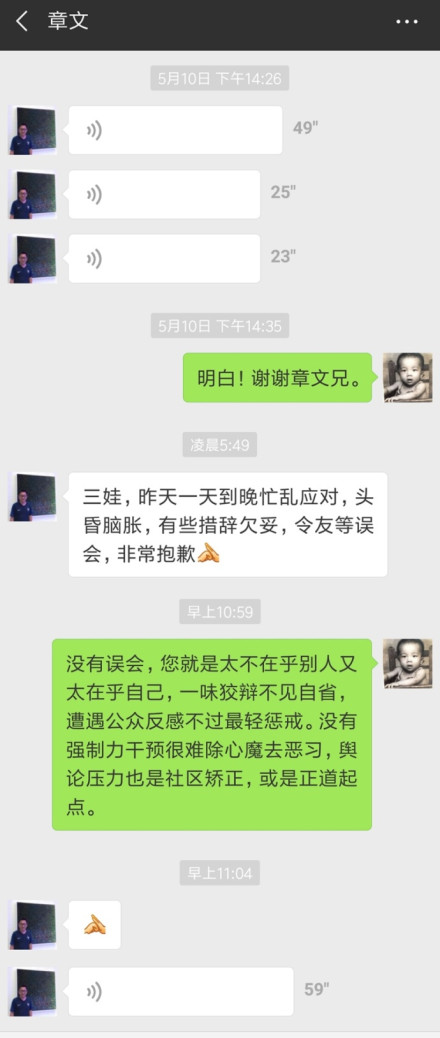 章文
5月10日 下午14:26
49"
25"
23"
5月10日 下午14:35
明白！谢谢章文兄。
凌晨5:49
三娃，昨天一天到晚忙乱应对，头
昏脑胀，有些措辞欠妥，令友等误
会，非常抱歉🙏
早上10:59
没有误会，您就是太不在乎别人又
太在乎自己，一味狡辩不见自省，
遭遇公众反感不过最轻惩戒。没有
强制力干预很难除心魔去恶习，舆
论压力也是社区矫正，或是正道起
点。
早上11:04
🙏
59"